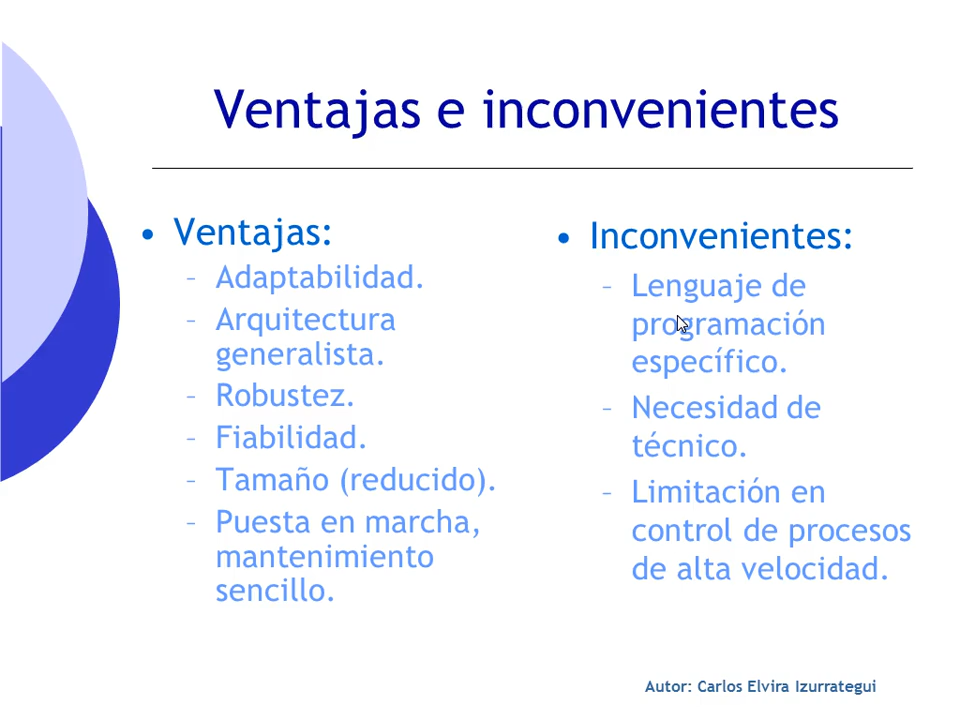 Ventajas e inconvenientes
• Ventajas:
– Adaptabilidad.
– Arquitectura
generalista.
– Robustez.
– Fiabilidad.
– Tamaño (reducido).
– Puesta en marcha,
mantenimiento
sencillo.
• Inconvenientes:
– Lenguaje de
programación
específico.
– Necesidad de
técnico.
– Limitación en
control de procesos
de alta velocidad.
Autor: Carlos Elvira Izurrategui